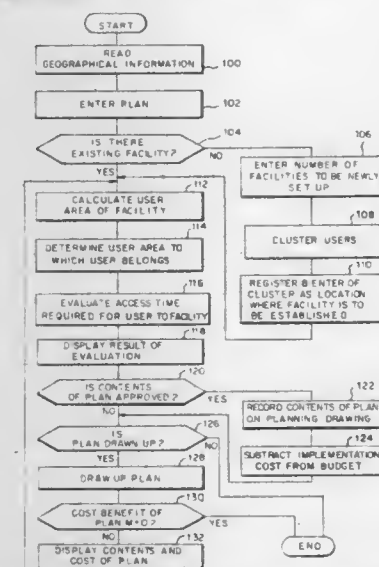 START
READ
GEOGRAPHICAL INFORMATION
100
ENTER PLAN
102
IS THERE
EXISTING FACILITY?
104
NO
YES
106
ENTER NUMBER OF
FACILITIES TO BE NEWLY
SET UP
108
CLUSTER USERS
110
REGISTER CENTER OF
CLUSTER AS LOCATION
WHERE FACILITY IS TO
BE ESTABLISHED
112
CALCULATE USER
AREA OF FACILITY
114
DETERMINE USER AREA TO
WHICH USER BELONGS
116
EVALUATE ACCESS TIME
REQUIRED FOR USER TO FACILITY
118
DISPLAY RESULT OF
EVALUATION
120
IS CONTENTS
OF PLAN APPROVED?
YES
NO
122
RECORD CONTENTS OF PLAN
ON PLANNING DRAWING
124
SUBTRACT IMPLEMENTATION
COST FROM BUDGET
126
IS
PLAN DRAWN UP?
NO
YES
128
DRAW UP PLAN
130
COST BENEFIT OF
PLAN M=0?
YES
NO
END
132
DISPLAY CONTENTS AND
COST OF PLAN